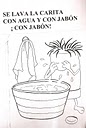 SE LAVA LA CARITA
CON AGUA Y CON JABÓN
¡CON JABÓN!